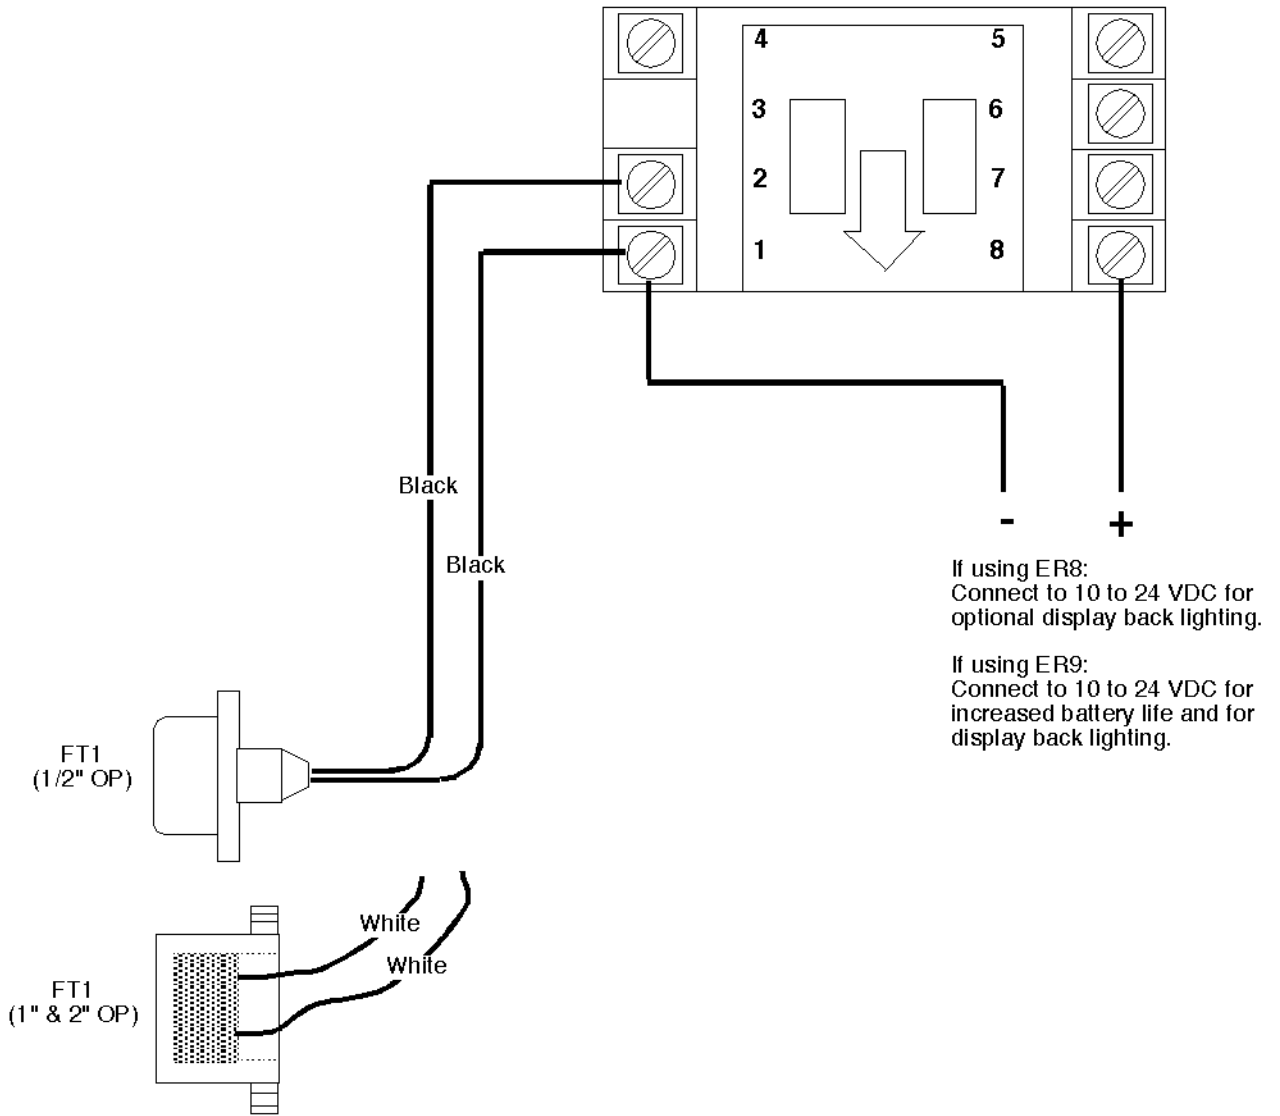 4 5
3 6
2 7
1 8
Black
Black
- +
If using ER8:
Connect to 10 to 24 VDC for
optional display back lighting.
If using ER9:
Connect to 10 to 24 VDC for
increased battery life and for
display back lighting.
FT1
(1/2" OP)
White
White
FT1
(1" & 2" OP)